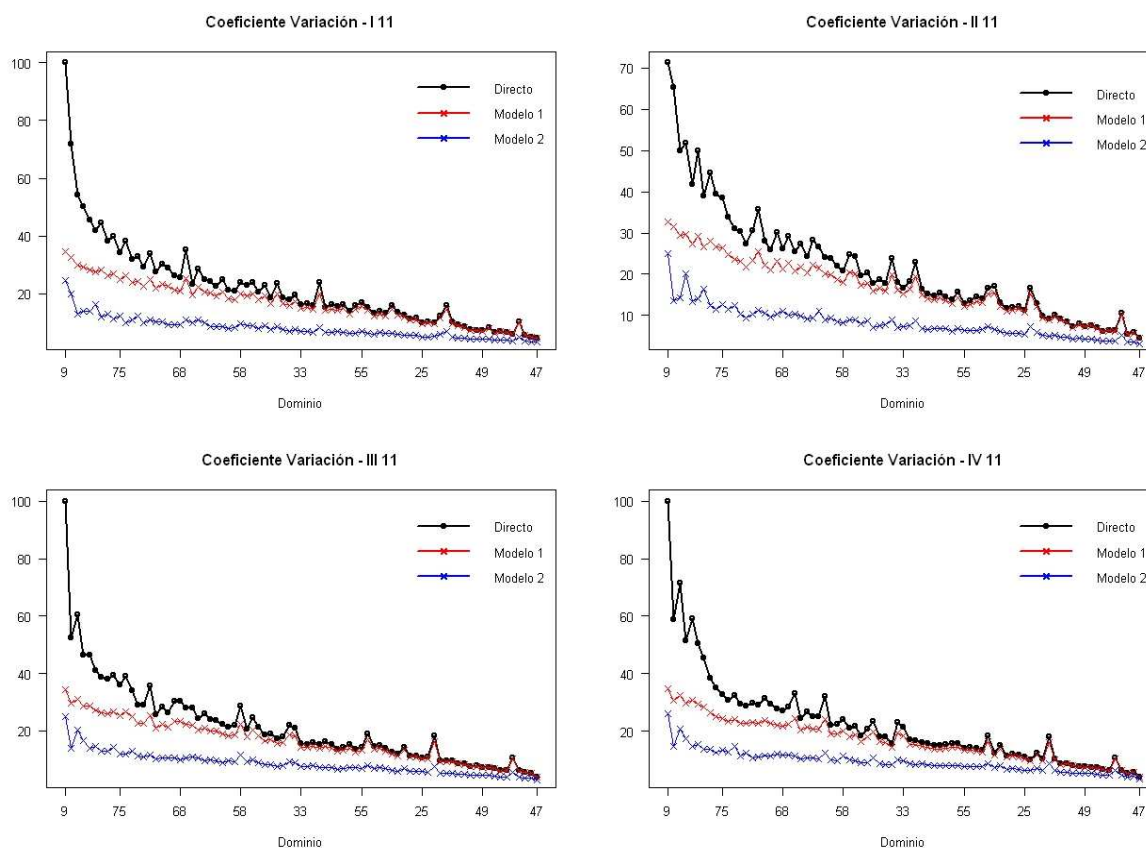 Coeficiente Variación - I 11
100
80
60
40
20
Directo
Modelo 1
Modelo 2
9 75 68 58 33 25 49 47
Dominio
Coeficiente Variación - II 11
70
60
50
40
30
20
10
Directo
Modelo 1
Modelo 2
9 75 68 58 33 25 49 47
Dominio
Coeficiente Variación - III 11
100
80
60
40
20
Directo
Modelo 1
Modelo 2
9 75 68 58 33 55 11 49 47
Dominio
Coeficiente Variación - IV 11
100
80
60
40
20
Directo
Modelo 1
Modelo 2
9 75 68 58 33 25 49 47
Dominio